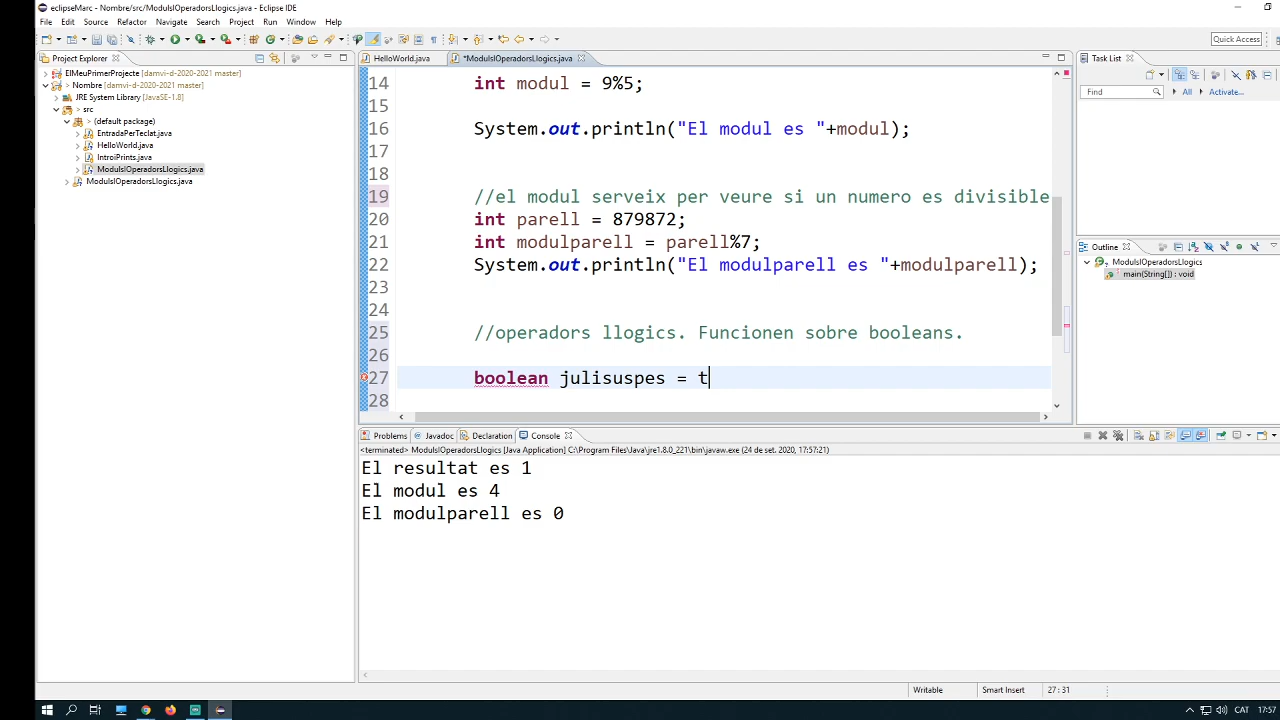 eclipseMarc - Nombre/src/ModulsIOperadorsLlogics.java - Eclipse IDE
File Edit Source Refactor Navigate Search Project Run Window Help
Quick Access
Project Explorer
HelloWorld.java
*ModulsIOperadorsLlogics.java
Task List
ElMeuPrimerProjecte [damvi-d-2020-2021 master]
Nombre [damvi-d-2020-2021 master]
JRE System Library [JavaSE-1.8]
src
(default package)
EntradaPerTeclat.java
HelloWorld.java
IntroiPrints.java
ModulsIOperadorsLlogics.java
ModulsIOperadorsLlogics.java
14 int modul = 9%5;
15
16 System.out.println("El modul es "+modul);
17
18
19 //el modul serveix per veure si un numero es divisible
20 int parell = 879872;
21 int modulparell = parell%7;
22 System.out.println("El modulparell es "+modulparell);
23
24
25 //operadors llogics. Funcionen sobre booleans.
26
27 boolean julisuspes = t
28
Find
All
Activate...
Outline
ModulsIOperadorsLlogics
main(String[]) : void
Problems Javadoc Declaration Console
<terminated> ModulsIOperadorsLlogics [Java Application] C:\Program Files\Java\jre1.8.0_221\bin\javaw.exe (24 de set. 2020, 17:57:21)
El resultat es 1
El modul es 4
El modulparell es 0
Writable
Smart Insert
27 : 31
CAT
17:57